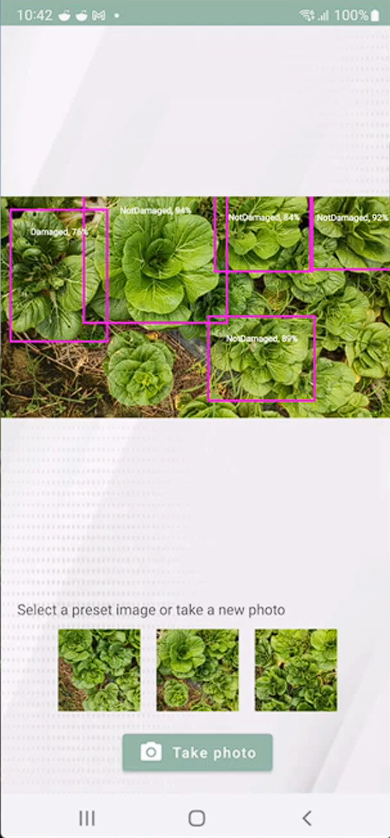 10:42 100%
NotDamaged, 94%
NotDamaged, 84%
NotDamaged, 92%
Damaged, 76%
NotDamaged, 89%
Select a preset image or take a new photo
Take photo